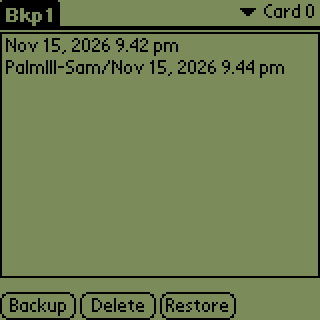 Bkp1
Card 0
Nov 15, 2026 9.42 pm
PalmIII-Sam/Nov 15, 2026 9.44 pm
Backup
Delete
Restore